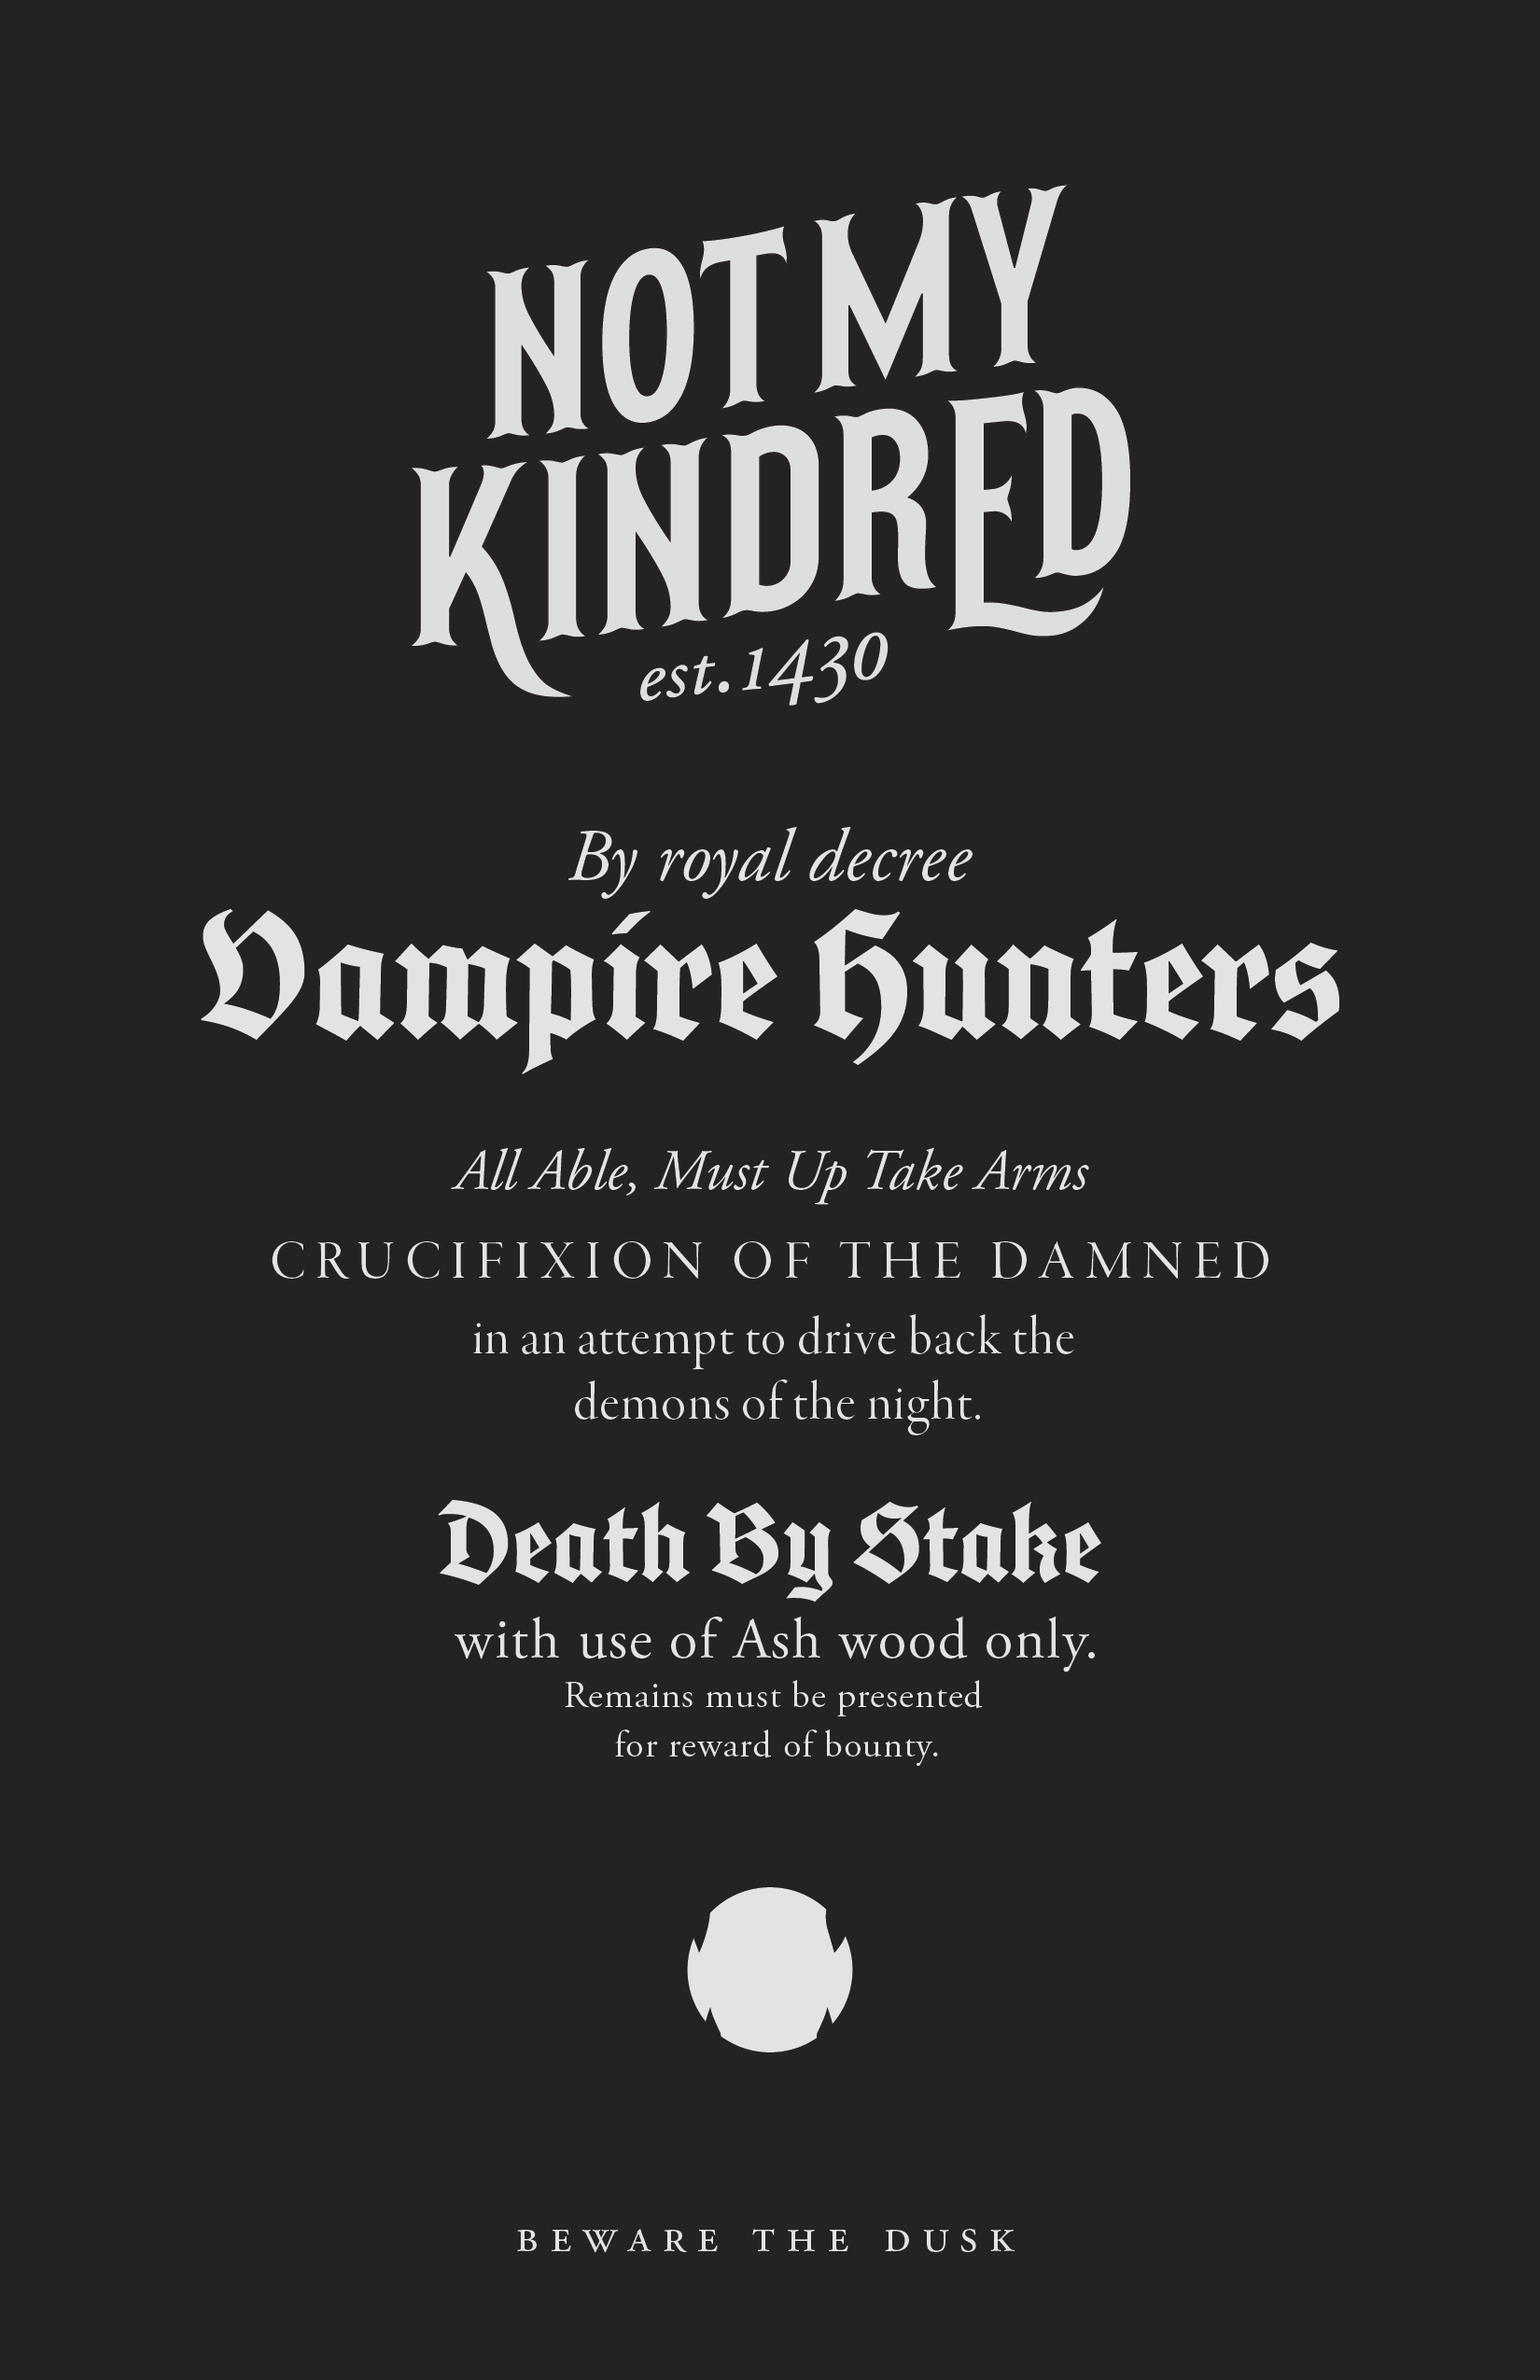 NOT MY
KINDRED
est. 1430
By royal decree
Vampire Hunters
All Able, Must Up Take Arms
CRUCIFIXION OF THE DAMNED
in an attempt to drive back the
demons of the night.
Death By Stake
with use of Ash wood only.
Remains must be presented
for reward of bounty.
BEWARE THE DUSK